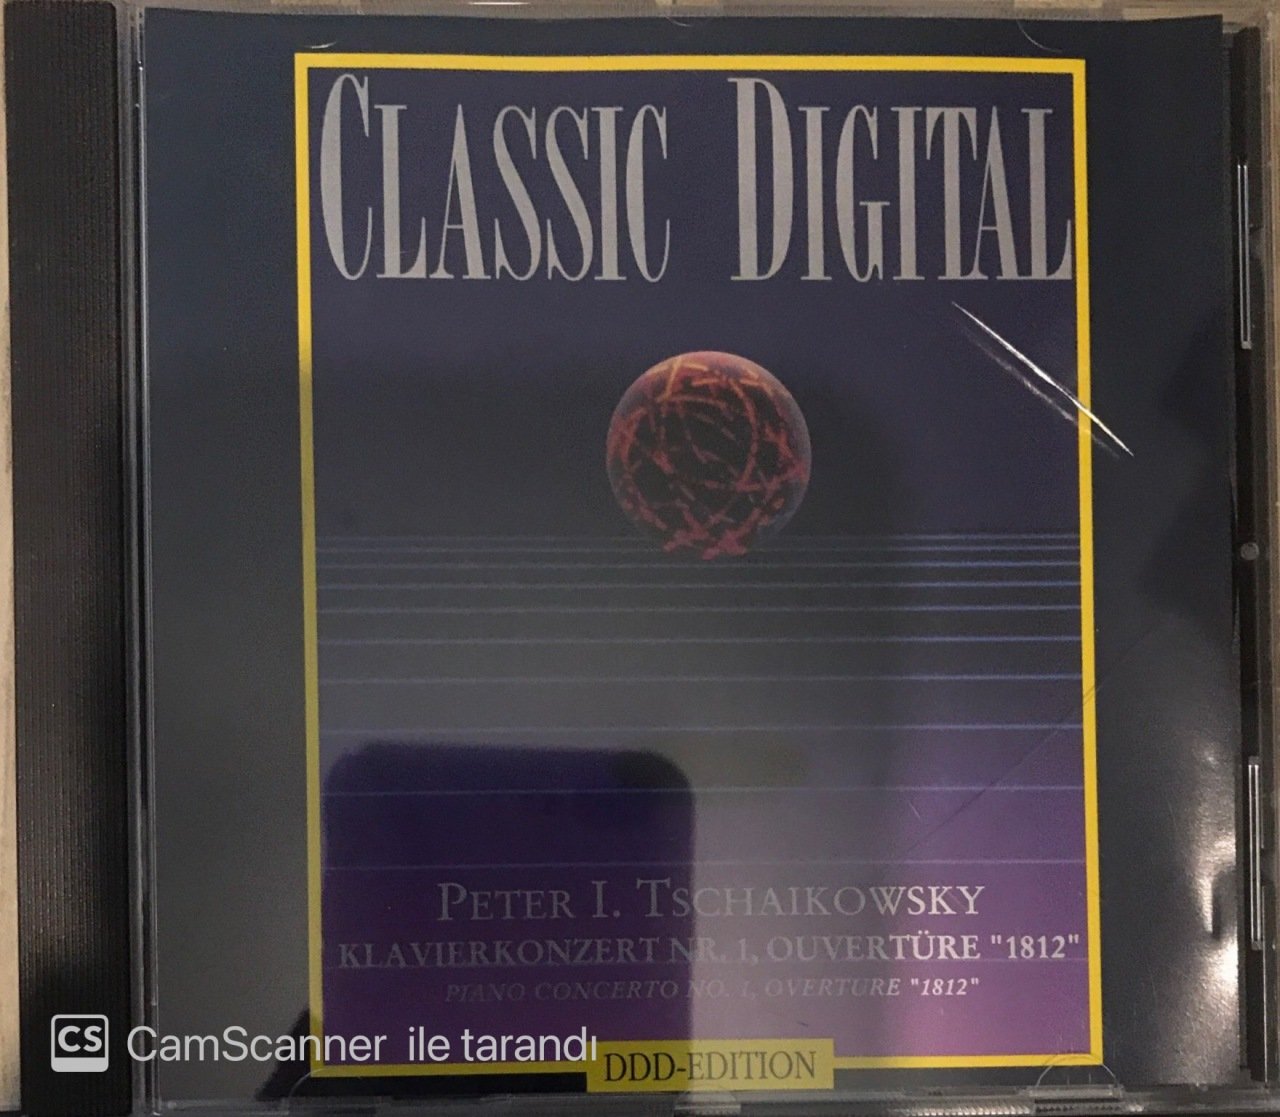 CLASSIC DIGITAL
PETER I. TSCHAIKOWSKY
KLAVIERKONZERT NR. 1, OUVERTÜRE "1812"
PIANO CONCERTO NO. 1, OVERTURE "1812"
CS CamScanner ile tarandı
DDD-EDITION